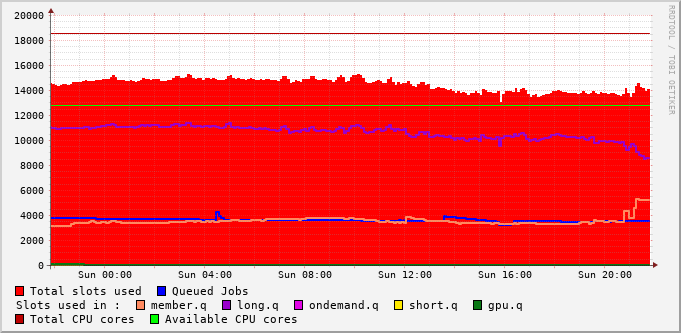 20000
18000
16000
14000
12000
10000
8000
6000
4000
2000
0
Sun 00:00 Sun 04:00 Sun 08:00 Sun 12:00 Sun 16:00 Sun 20:00
Total slots used Queued Jobs
Slots used in : member.q long.q ondemand.q short.q gpu.q
Total CPU cores Available CPU cores
RRDTOOL / TOBI OETIKER